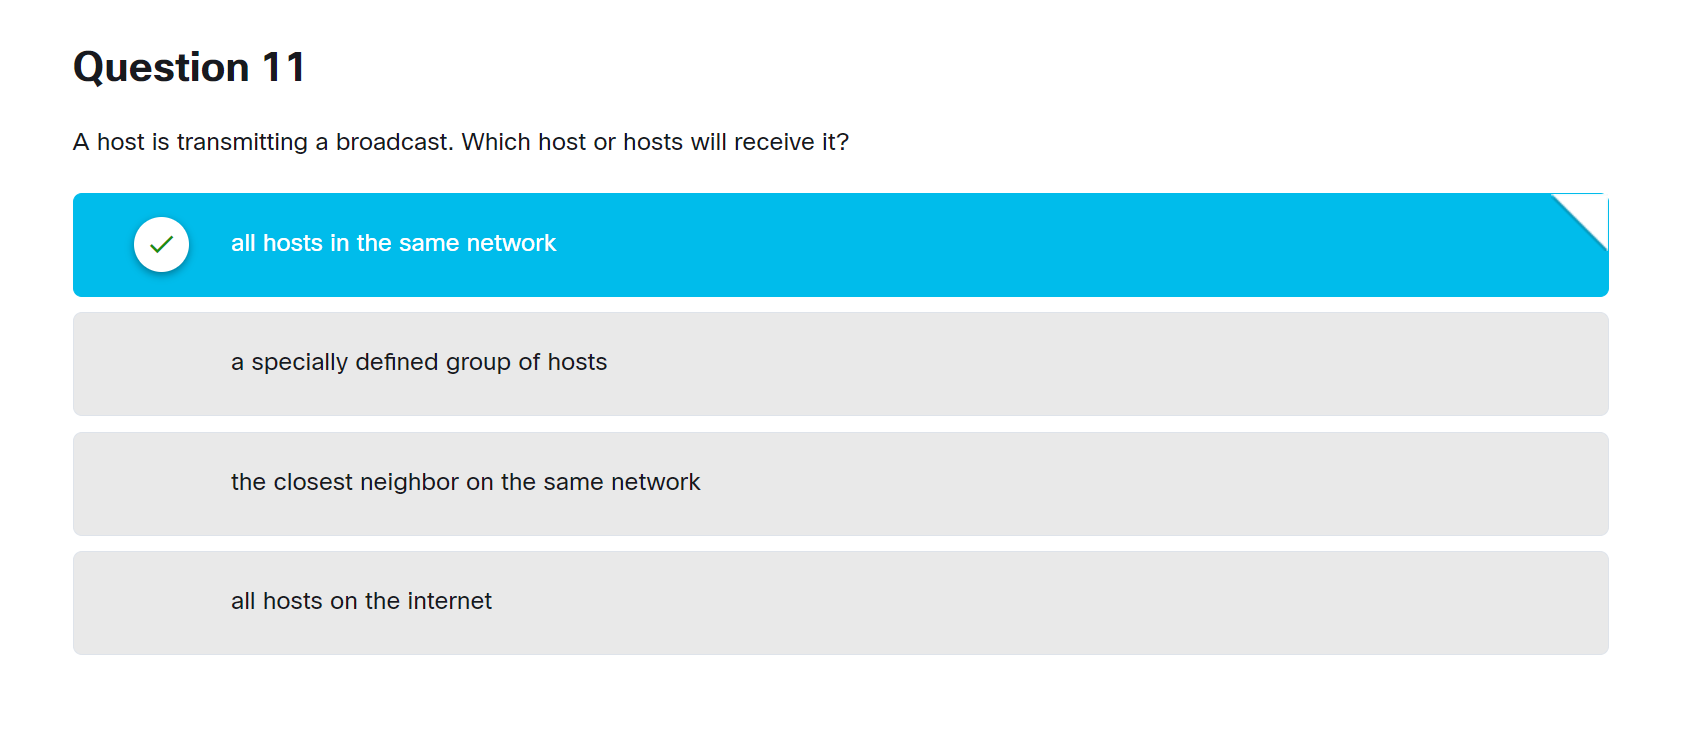 Question 11
A host is transmitting a broadcast. Which host or hosts will receive it?
all hosts in the same network
a specially defined group of hosts
the closest neighbor on the same network
all hosts on the internet